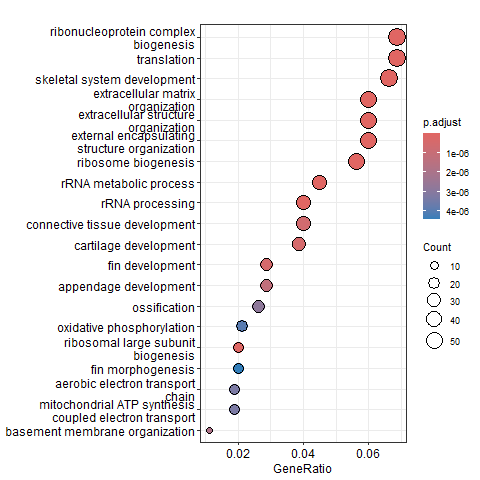 ribonucleoprotein complex
biogenesis
translation
skeletal system development
extracellular matrix
organization
extracellular structure
organization
external encapsulating
structure organization
ribosome biogenesis
rRNA metabolic process
rRNA processing
connective tissue development
cartilage development
fin development
appendage development
ossification
oxidative phosphorylation
ribosomal large subunit
biogenesis
fin morphogenesis
aerobic electron transport
chain
mitochondrial ATP synthesis
coupled electron transport
basement membrane organization
0.02 0.04 0.06
GeneRatio
p.adjust
1e-06
2e-06
3e-06
4e-06
Count
10
20
30
40
50